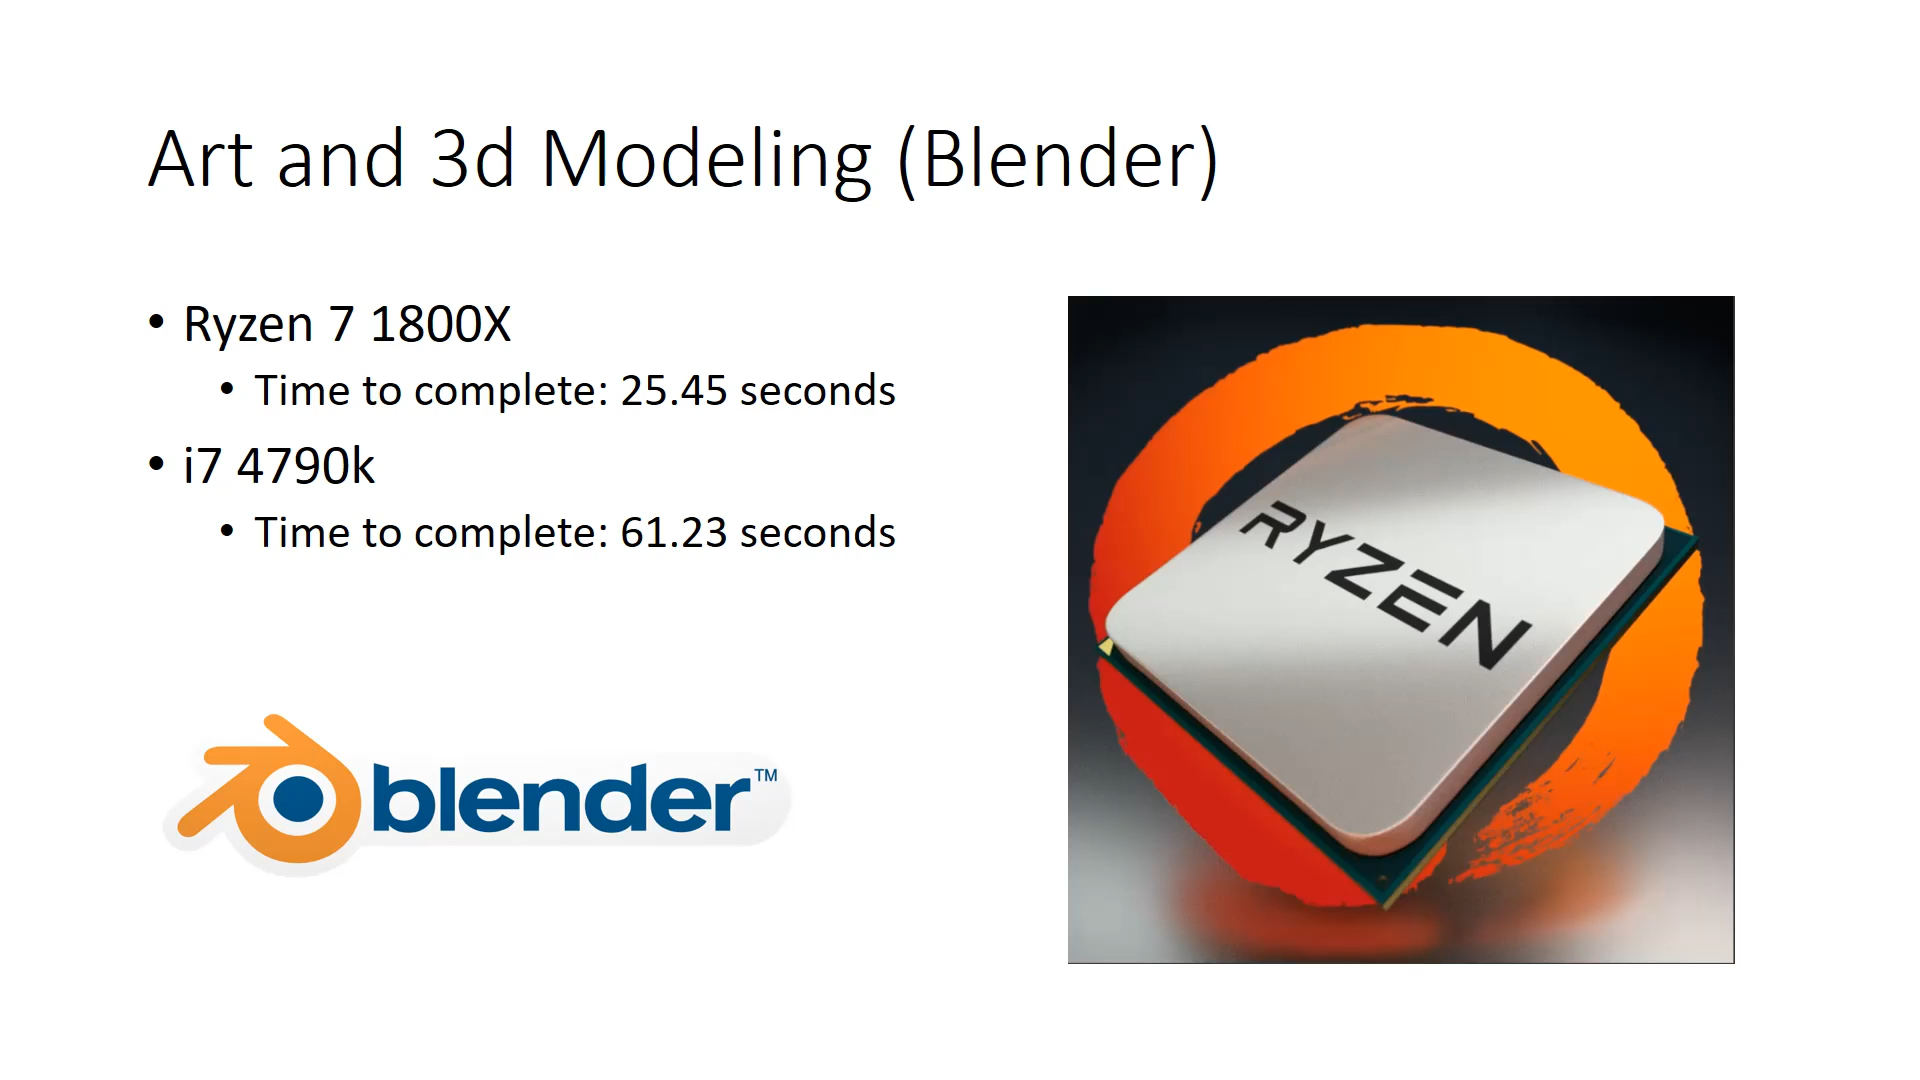 Art and 3d Modeling (Blender)
• Ryzen 7 1800X
• Time to complete: 25.45 seconds
• i7 4790k
• Time to complete: 61.23 seconds
RYZEN
blender™